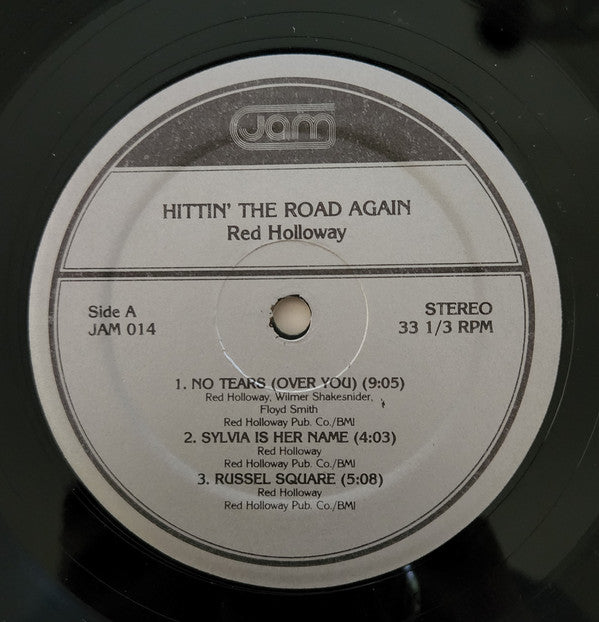 Jam
HITTIN' THE ROAD AGAIN
Red Holloway
Side A
JAM 014
STEREO
33 1/3 RPM
1. NO TEARS (OVER YOU) (9:05)
Red Holloway, Wilmer Shakesnider,
Floyd Smith
Red Holloway Pub. Co./BMI
2. SYLVIA IS HER NAME (4:03)
Red Holloway
Red Holloway Pub. Co./BMI
3. RUSSEL SQUARE (5:08)
Red Holloway
Red Holloway Pub. Co./BMI